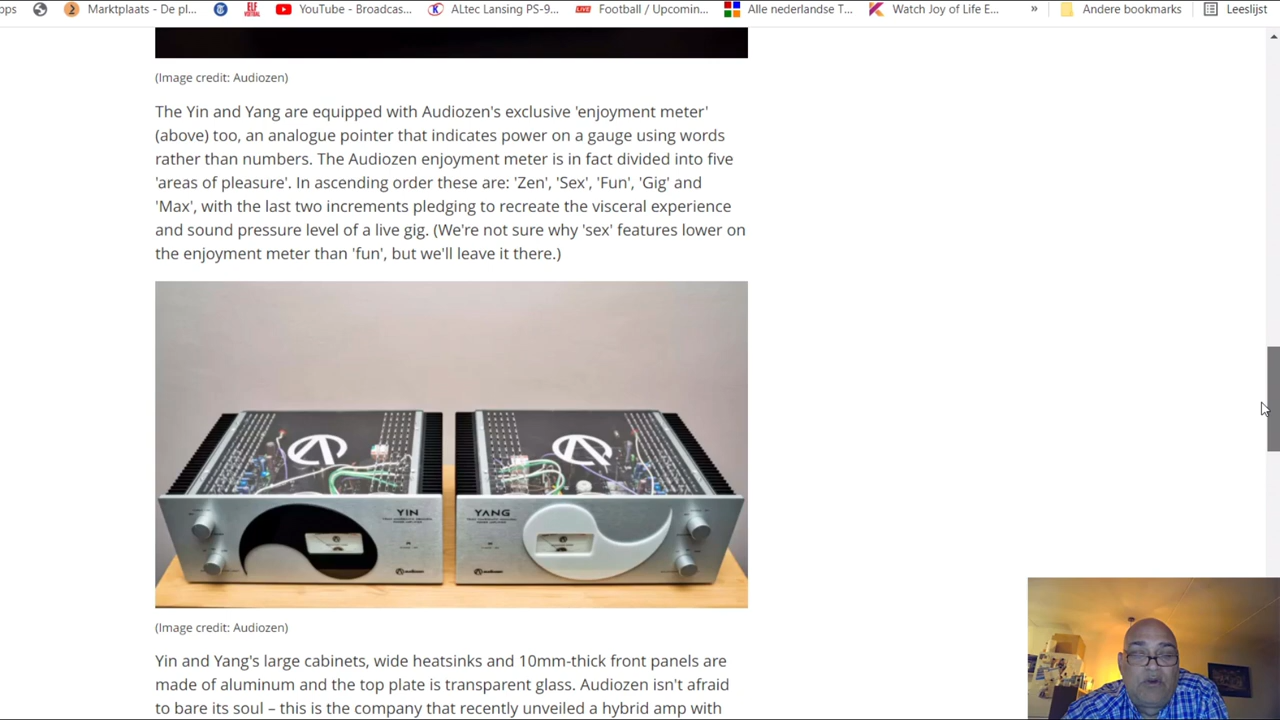 ops
Marktplaats - De pl...
ELF
YouTube - Broadcas...
ALtec Lansing PS-9...
LIVE
Football / Upcomin...
Alle nederlandse T...
Watch Joy of Life E...
»
Andere bookmarks
Leeslijst
(Image credit: Audiozen)
The Yin and Yang are equipped with Audiozen's exclusive 'enjoyment meter'
(above) too, an analogue pointer that indicates power on a gauge using words
rather than numbers. The Audiozen enjoyment meter is in fact divided into five
'areas of pleasure'. In ascending order these are: 'Zen', 'Sex', 'Fun', 'Gig' and
'Max', with the last two increments pledging to recreate the visceral experience
and sound pressure level of a live gig. (We're not sure why 'sex' features lower on
the enjoyment meter than 'fun', but we'll leave it there.)
YIN
YANG
audiozen
audiozen
(Image credit: Audiozen)
Yin and Yang's large cabinets, wide heatsinks and 10mm-thick front panels are
made of aluminum and the top plate is transparent glass. Audiozen isn't afraid
to bare its soul – this is the company that recently unveiled a hybrid amp with